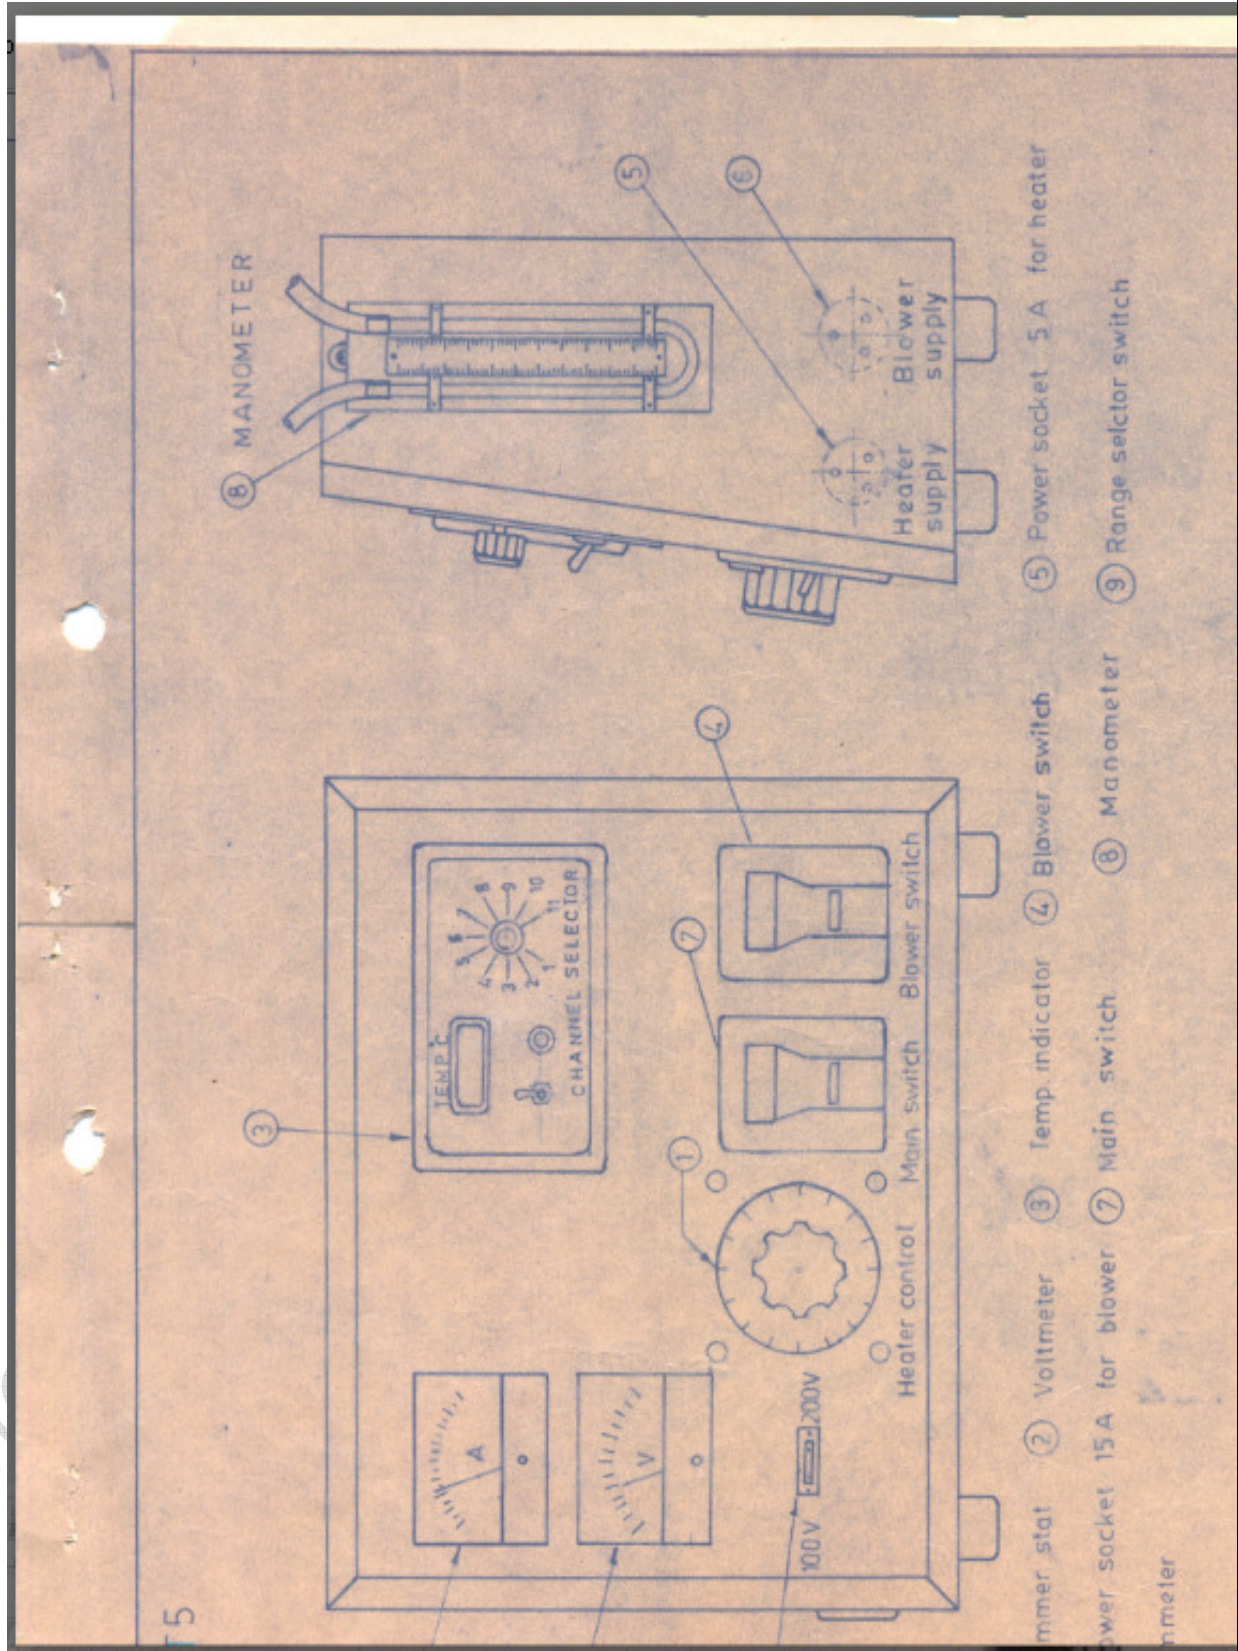 8 MANOMETER
5
6
Heater supply
Blower supply
3
4
7
1
TEMP°C
1 2 3 4 5 6 7 8 9 10 11
CHANNEL SELECTOR
A
V
100V 200V
Heater control
Main switch
Blower switch
mmer stat 2 Voltmeter 3 Temp indicator 4 Blower switch 5 Power socket 5 A for heater
ower socket 15 A for blower 7 Main switch 8 Manometer 9 Range selctor switch
mmeter